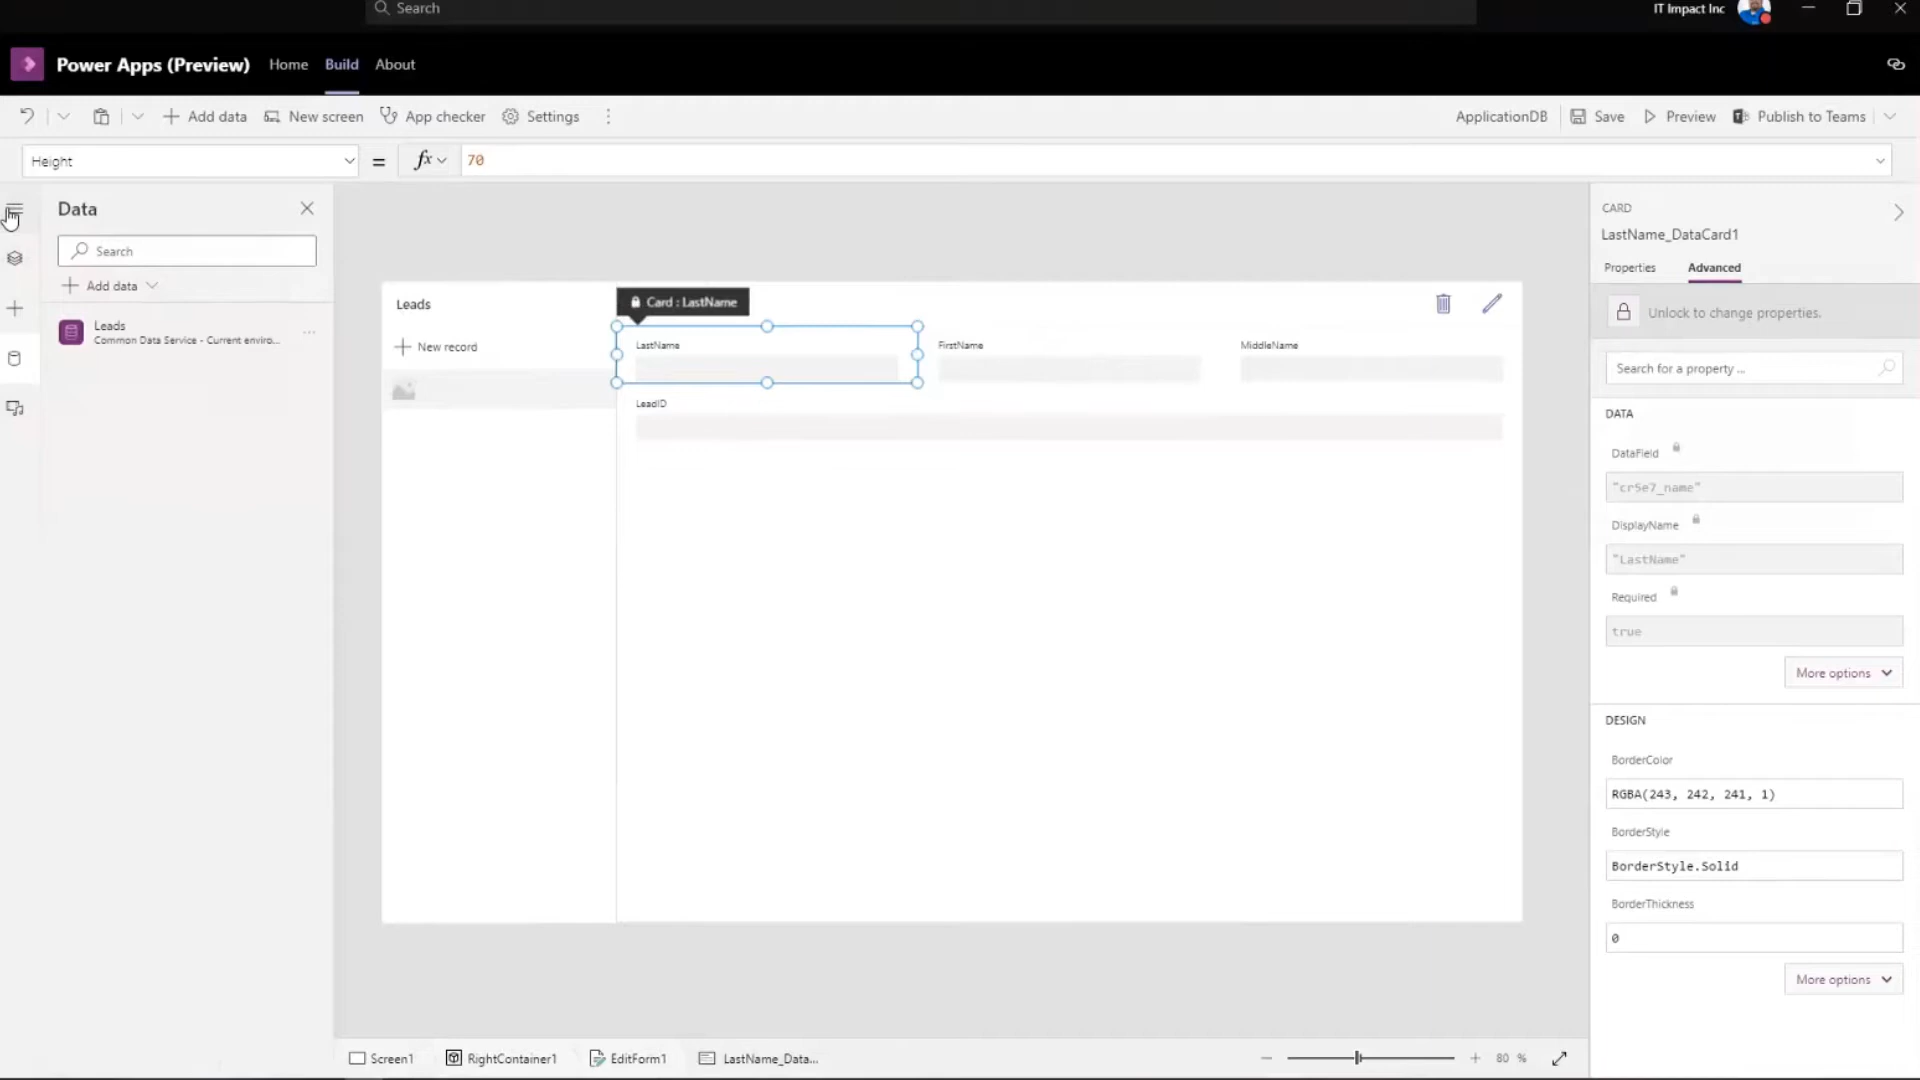 Search
IT Impact Inc
Power Apps (Preview) Home Build About
Add data New screen App checker Settings ApplicationDB Save Preview Publish to Teams
Height = fx 70
Data
Search
Add data
Leads
Common Data Service - Current enviro...
Leads
New record
Card : LastName
LastName FirstName MiddleName
LeadID
CARD
LastName_DataCard1
Properties Advanced
Unlock to change properties.
Search for a property ...
DATA
DataField
"cr5e7_name"
DisplayName
"LastName"
Required
true
More options
DESIGN
BorderColor
RGBA(243, 242, 241, 1)
BorderStyle
BorderStyle.Solid
BorderThickness
0
More options
Screen1 RightContainer1 EditForm1 LastName_Data... 80 %